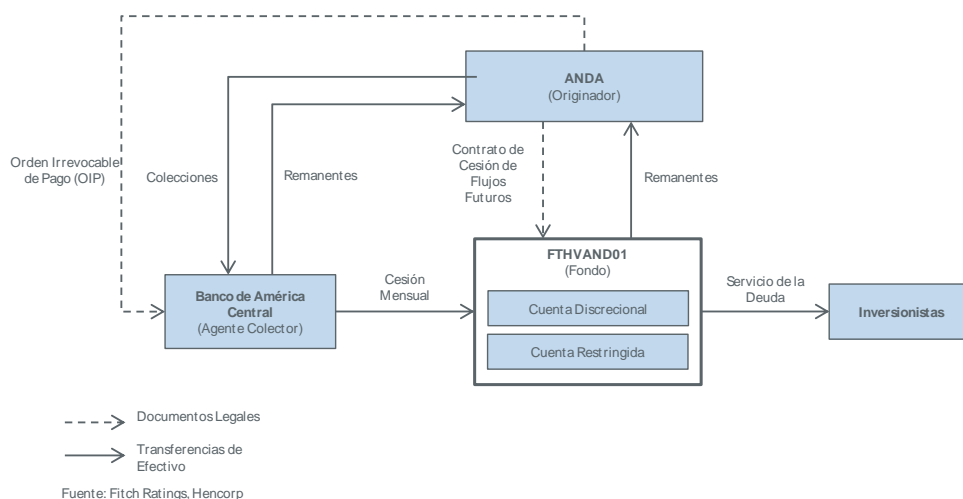 ANDA
(Originador)
Orden Irrevocable
de Pago (OIP)
Colecciones
Remanentes
Contrato de
Cesión de
Flujos
Futuros
Remanentes
FTHVAND01
(Fondo)
Cuenta Discrecional
Cuenta Restringida
Banco de América
Central
(Agente Colector)
Cesión
Mensual
Servicio de la
Deuda
Inversionistas
Documentos Legales
Transferencias de
Efectivo
Fuente: Fitch Ratings, Hencorp